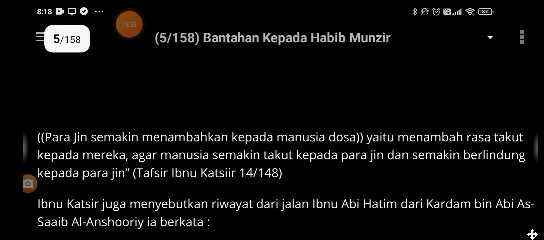 8:18
5/158
(5/158) Bantahan Kepada Habib Munzir
((Para Jin semakin menambahkan kepada manusia dosa)) yaitu menambah rasa takut
kepada mereka, agar manusia semakin takut kepada para jin dan semakin berlindung
kepada para jin" (Tafsir Ibnu Katsiir 14/148)
Ibnu Katsir juga menyebutkan riwayat dari jalan Ibnu Abi Hatim dari Kardam bin Abi As-
Saaib Al-Anshooriy ia berkata :